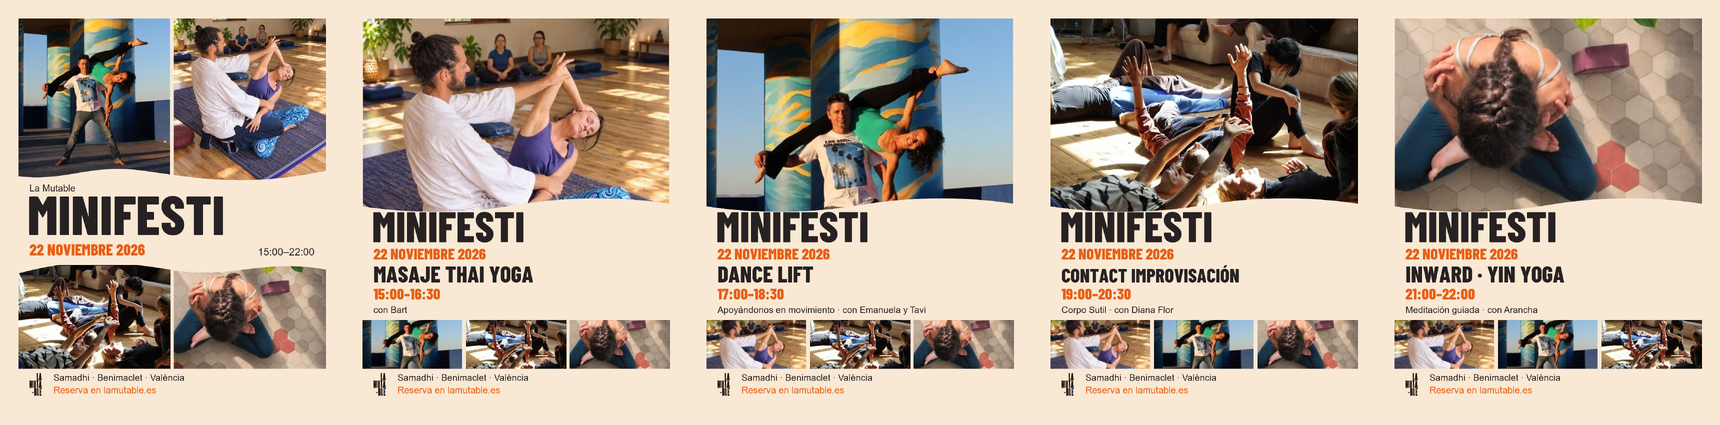 La Mutable
MINIFESTI
22 NOVIEMBRE 2026
15:00–22:00
Samadhi · Benimaclet · València
Reserva en lamutable.es
MINIFESTI
22 NOVIEMBRE 2026
MASAJE THAI YOGA
15:00–16:30
con Bart
Samadhi · Benimaclet · València
Reserva en lamutable.es
MINIFESTI
22 NOVIEMBRE 2026
DANCE LIFT
17:00–18:30
Apoyándonos en movimiento · con Emanuela y Tavi
Samadhi · Benimaclet · València
Reserva en lamutable.es
MINIFESTI
22 NOVIEMBRE 2026
CONTACT IMPROVISACIÓN
19:00–20:30
Corpo Sutil · con Diana Flor
Samadhi · Benimaclet · València
Reserva en lamutable.es
MINIFESTI
22 NOVIEMBRE 2026
INWARD · YIN YOGA
21:00–22:00
Meditación guiada · con Arancha
Samadhi · Benimaclet · València
Reserva en lamutable.es